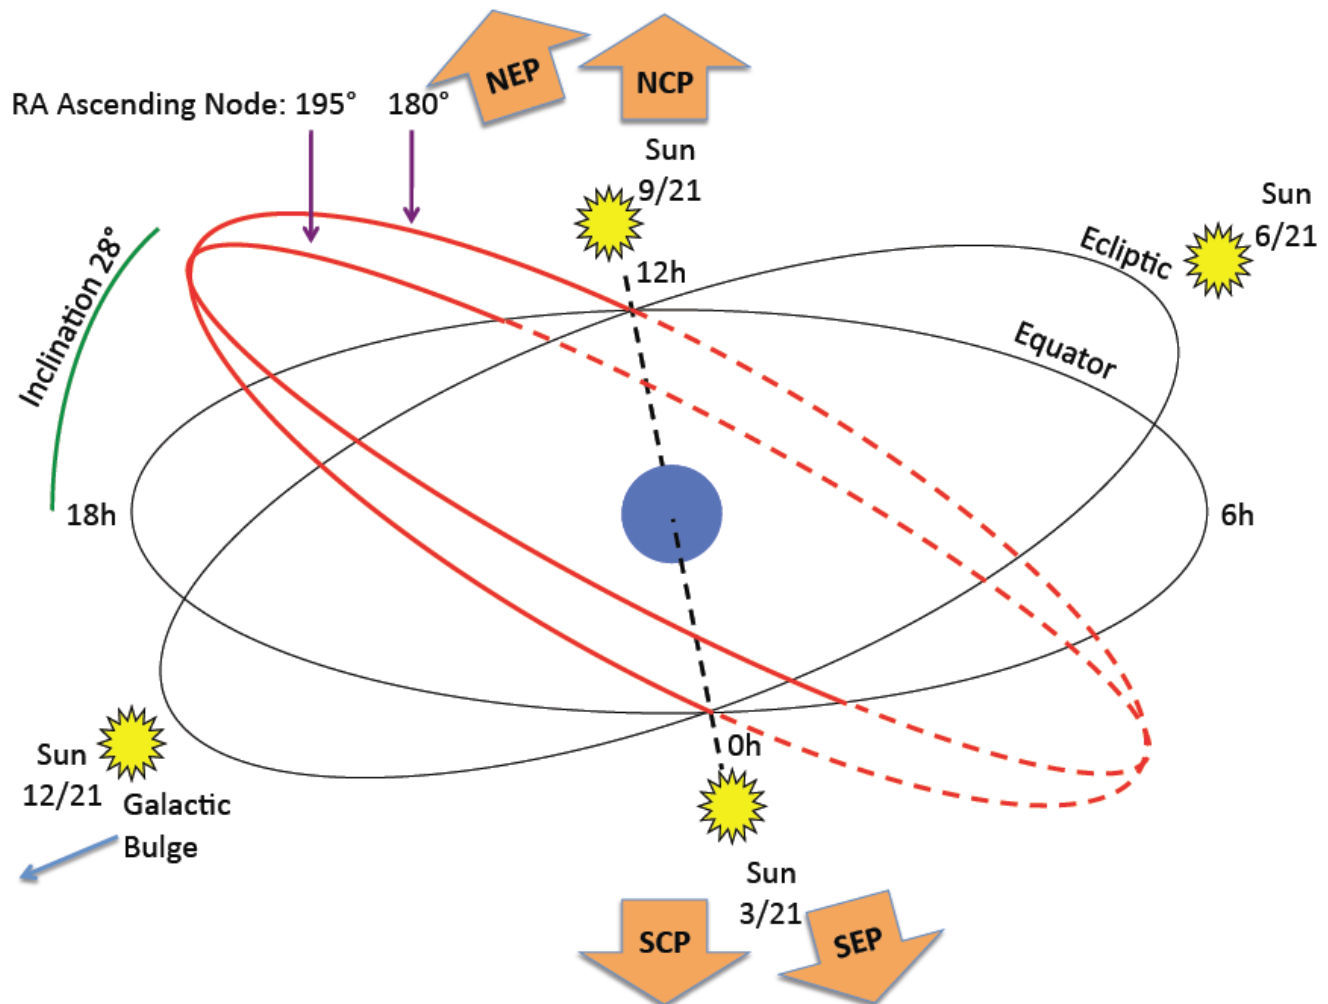 NEP
NCP
RA Ascending Node: 195° 180°
Sun
9/21
Sun
6/21
Ecliptic
12h
Equator
Inclination 28°
18h
6h
0h
Sun
12/21
Galactic
Bulge
Sun
3/21
SCP
SEP